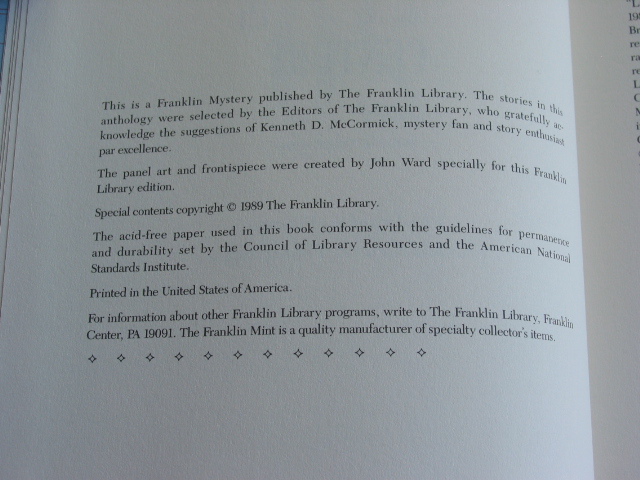 This is a Franklin Mystery published by The Franklin Library. The stories in this
anthology were selected by the Editors of The Franklin Library, who gratefully ac-
knowledge the suggestions of Kenneth D. McCormick, mystery fan and story enthusiast
par excellence.
The panel art and frontispiece were created by John Ward specially for this Franklin
Library edition.
Special contents copyright © 1989 The Franklin Library.
The acid-free paper used in this book conforms with the guidelines for permanence
and durability set by the Council of Library Resources and the American National
Standards Institute.
Printed in the United States of America.
For information about other Franklin Library programs, write to The Franklin Library, Franklin
Center, PA 19091. The Franklin Mint is a quality manufacturer of specialty collector's items.